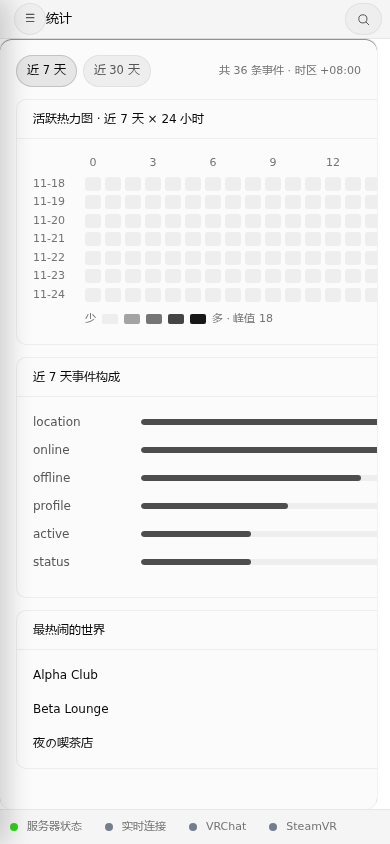 ☰ 统计
近 7 天 近 30 天 共 36 条事件 · 时区 +08:00
活跃热力图 · 近 7 天 × 24 小时
0 3 6 9 12
11-18
11-19
11-20
11-21
11-22
11-23
11-24
少 多 · 峰值 18
近 7 天事件构成
location
online
offline
profile
active
status
最热闹的世界
Alpha Club
Beta Lounge
夜の喫茶店
服务器状态 实时连接 VRChat SteamVR